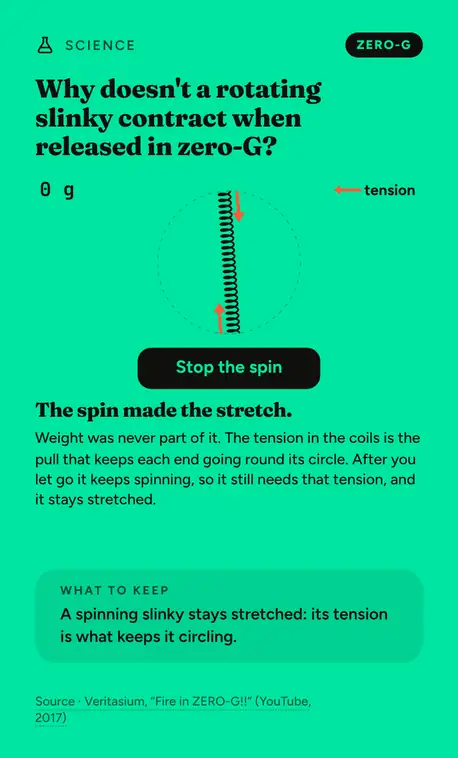 SCIENCE
ZERO-G
Why doesn't a rotating
slinky contract when
released in zero-G?
0 g
tension
Stop the spin
The spin made the stretch.
Weight was never part of it. The tension in the coils is the
pull that keeps each end going round its circle. After you
let go it keeps spinning, so it still needs that tension, and
it stays stretched.
WHAT TO KEEP
A spinning slinky stays stretched: its tension
is what keeps it circling.
Source · Veritasium, “Fire in ZERO-G!!” (YouTube,
2017)